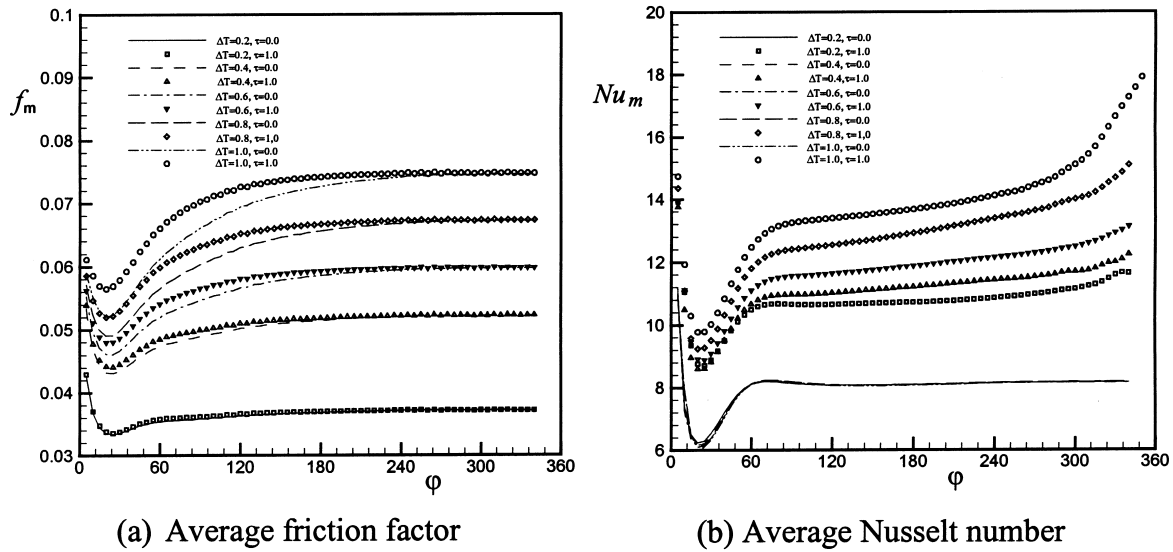 0.1
0.09
0.08
0.07
0.06
0.05
0.04
0.03
fm
0 60 120 180 240 300 360
φ
ΔT=0.2, τ=0.0
ΔT=0.2, τ=1.0
ΔT=0.4, τ=0.0
ΔT=0.4, τ=1.0
ΔT=0.6, τ=0.0
ΔT=0.6, τ=1.0
ΔT=0.8, τ=0.0
ΔT=0.8, τ=1,0
ΔT=1.0, τ=0.0
ΔT=1.0, τ=1.0
(a) Average friction factor
20
18
16
14
12
10
8
6
Num
0 60 120 180 240 300 360
φ
ΔT=0.2, τ=0.0
ΔT=0.2, τ=1.0
ΔT=0.4, τ=0.0
ΔT=0.4, τ=1.0
ΔT=0.6, τ=0.0
ΔT=0.6, τ=1.0
ΔT=0.8, τ=0.0
ΔT=0.8, τ=1,0
ΔT=1.0, τ=0.0
ΔT=1.0, τ=1.0
(b) Average Nusselt number